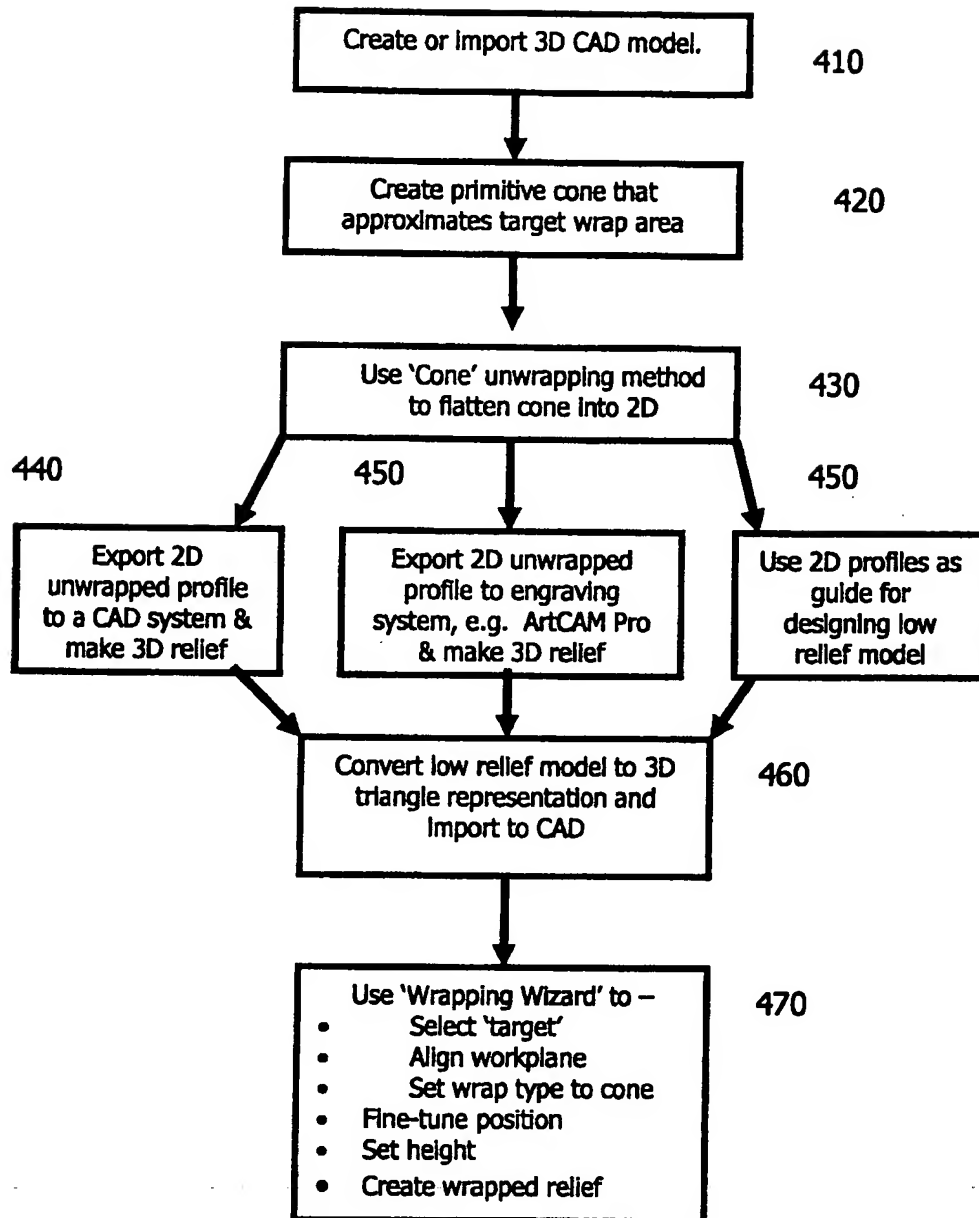 Create or import 3D CAD model.
410
Create primitive cone that
approximates target wrap area
420
Use 'Cone' unwrapping method
to flatten cone into 2D
430
440
450
450
Export 2D
unwrapped profile
to a CAD system &
make 3D relief
Export 2D unwrapped
profile to engraving
system, e.g. ArtCAM Pro
& make 3D relief
Use 2D profiles as
guide for
designing low
relief model
Convert low relief model to 3D
triangle representation and
import to CAD
460
Use 'Wrapping Wizard' to –
• Select 'target'
• Align workplane
• Set wrap type to cone
• Fine-tune position
• Set height
• Create wrapped relief
470